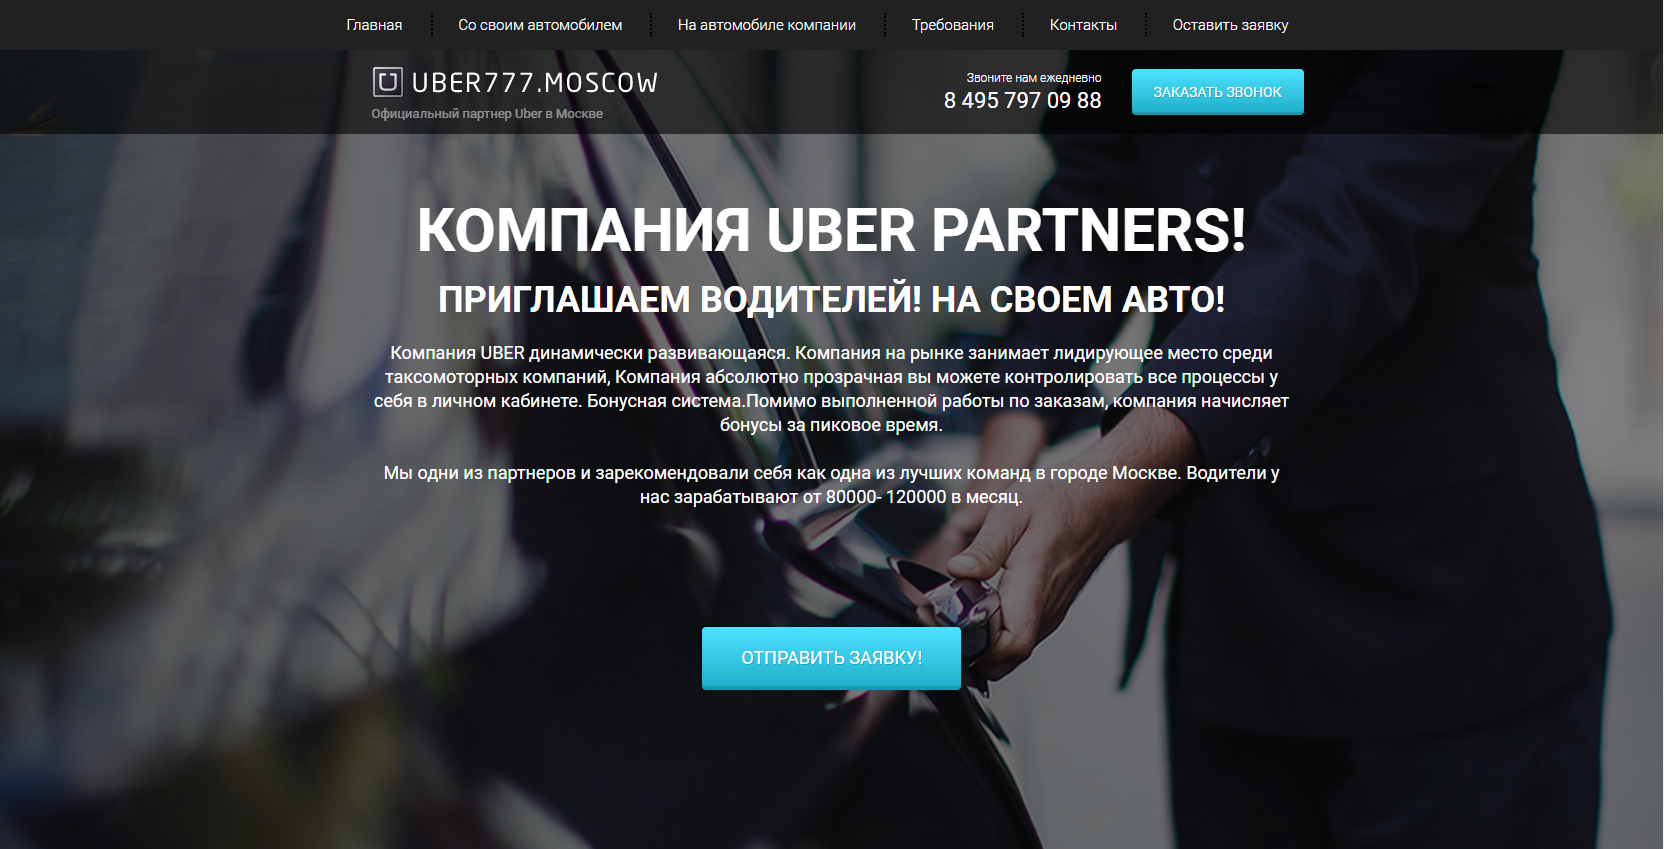 Главная Со своим автомобилем На автомобиле компании Требования Контакты Оставить заявку
UBER777.MOSCOW
Официальный партнер Uber в Москве
Звоните нам ежедневно
8 495 797 09 88
ЗАКАЗАТЬ ЗВОНОК
КОМПАНИЯ UBER PARTNERS!
ПРИГЛАШАЕМ ВОДИТЕЛЕЙ! НА СВОЕМ АВТО!
Компания UBER динамически развивающаяся. Компания на рынке занимает лидирующее место среди
таксомоторных компаний, Компания абсолютно прозрачная вы можете контролировать все процессы у
себя в личном кабинете. Бонусная система.Помимо выполненной работы по заказам, компания начисляет
бонусы за пиковое время.
Мы одни из партнеров и зарекомендовали себя как одна из лучших команд в городе Москве. Водители у
нас зарабатывают от 80000- 120000 в месяц.
ОТПРАВИТЬ ЗАЯВКУ!